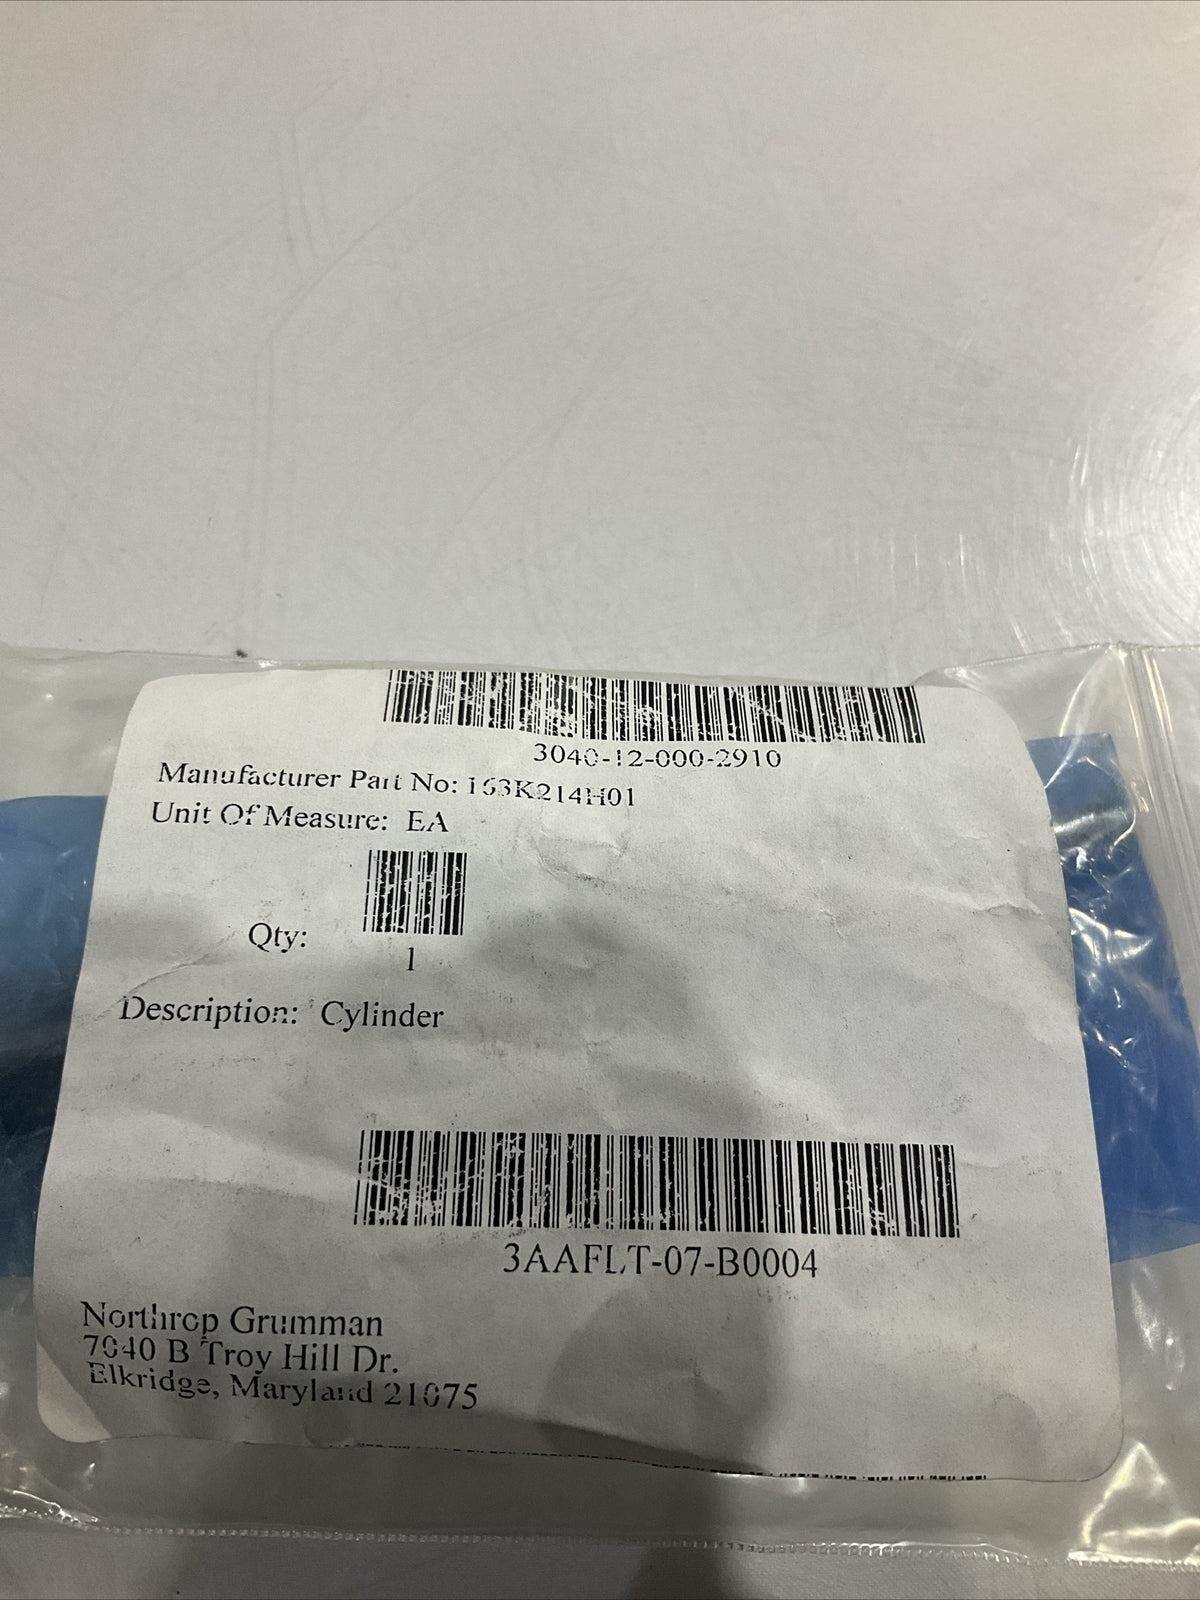 3040-12-000-2910
Manufacturer Part No: 163K214H01
Unit Of Measure: EA
Qty:
1
Description: Cylinder
3AAFLT-07-B0004
Northrop Grumman
7040 B Troy Hill Dr.
Elkridge, Maryland 21075